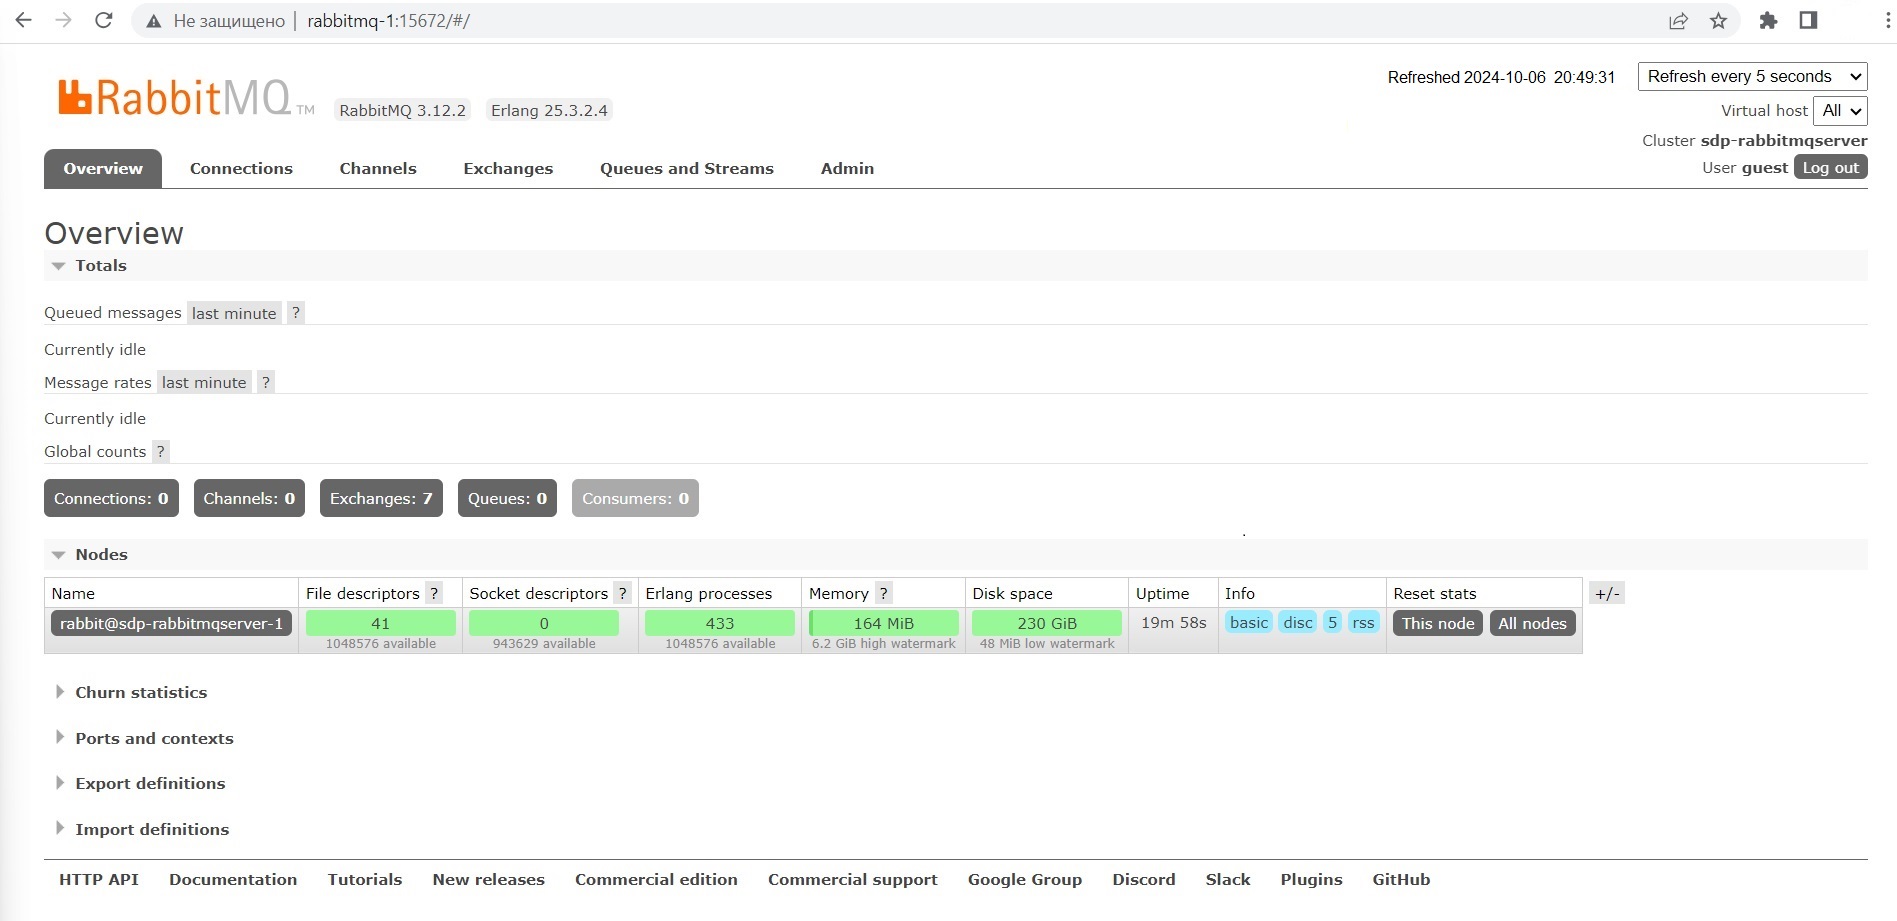 Не защищено | rabbitmq-1:15672/#/
Refreshed 2024-10-06 20:49:31 Refresh every 5 seconds
RabbitMQ TM RabbitMQ 3.12.2 Erlang 25.3.2.4
Virtual host All
Cluster sdp-rabbitmqserver
User guest Log out
Overview Connections Channels Exchanges Queues and Streams Admin
Overview
Totals
Queued messages last minute ?
Currently idle
Message rates last minute ?
Currently idle
Global counts ?
Connections: 0 Channels: 0 Exchanges: 7 Queues: 0 Consumers: 0
Nodes
Name File descriptors ? Socket descriptors ? Erlang processes Memory ? Disk space Uptime Info Reset stats +/-
rabbit@sdp-rabbitmqserver-1 41 0 433 164 MiB 230 GiB 19m 58s basic disc 5 rss This node All nodes
1048576 available 943629 available 1048576 available 6.2 GiB high watermark 48 MiB low watermark
Churn statistics
Ports and contexts
Export definitions
Import definitions
HTTP API Documentation Tutorials New releases Commercial edition Commercial support Google Group Discord Slack Plugins GitHub